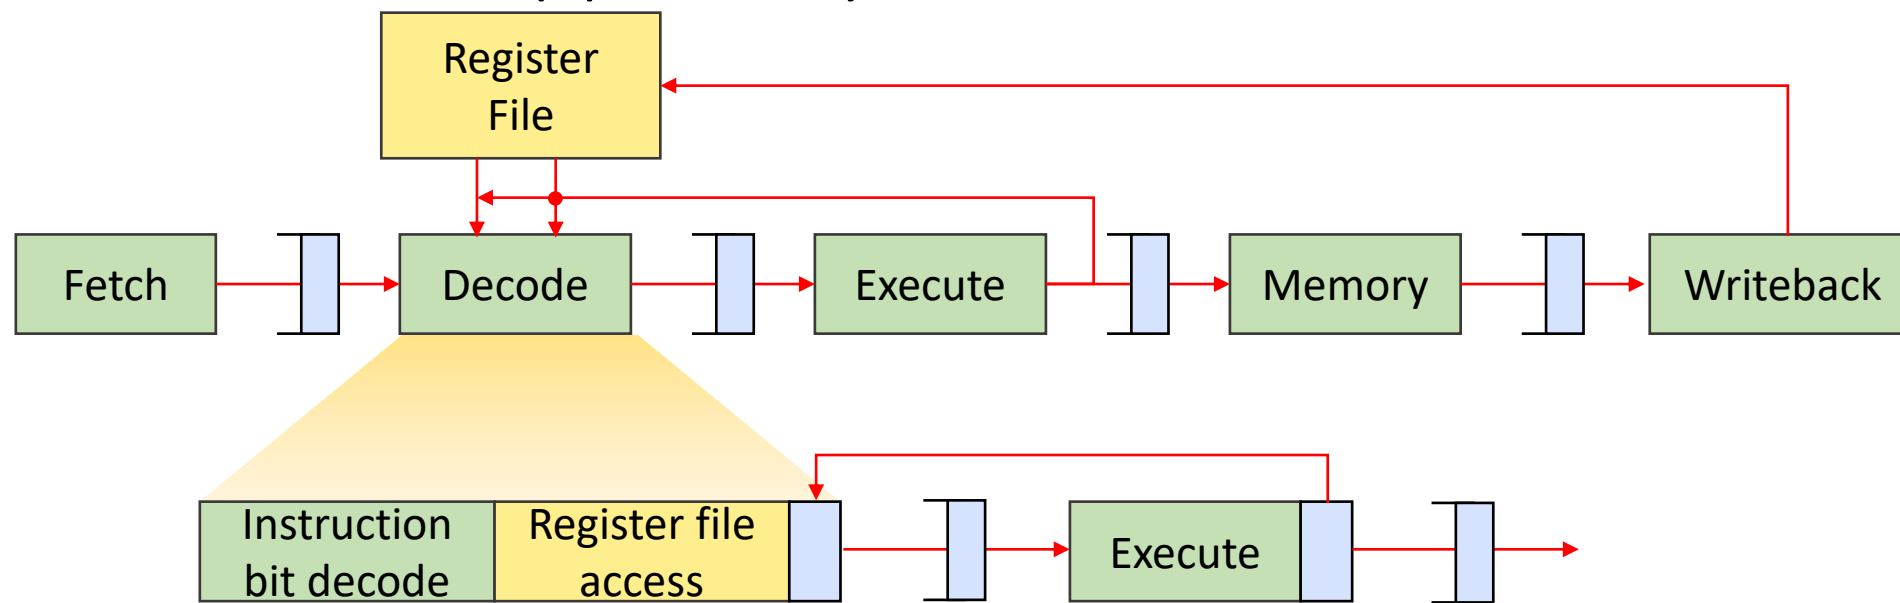 Register
File
Fetch
Decode
Execute
Memory
Writeback
Instruction
bit decode
Register file
access
Execute